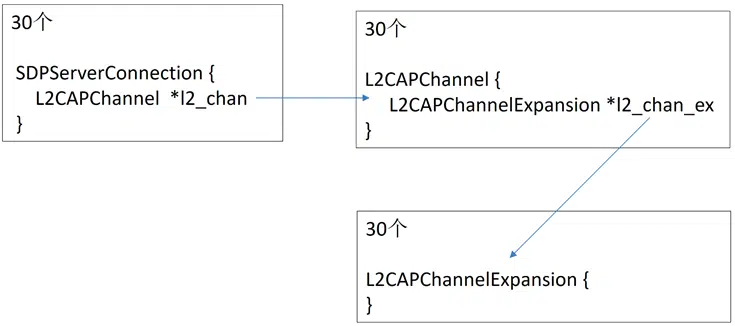 30个
SDPServerConnection {
L2CAPChannel *l2_chan
}
30个
L2CAPChannel {
L2CAPChannelExpansion *l2_chan_ex
}
30个
L2CAPChannelExpansion {
}